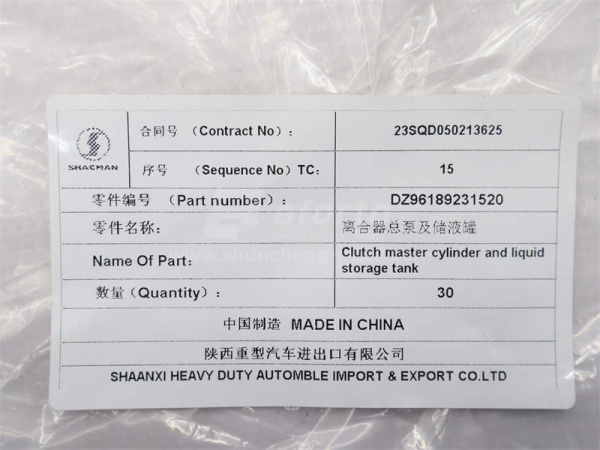 SHACMAN
合同号 (Contract No)： 23SQD050213625
序号 (Sequence No) TC: 15
零件编号 (Part number)： DZ96189231520
零件名称： 离合器总泵及储液罐
Name Of Part: Clutch master cylinder and liquid
storage tank
数量 (Quantity)： 30
中国制造 MADE IN CHINA
陕西重型汽车进出口有限公司
SHAANXI HEAVY DUTY AUTOMBLE IMPORT & EXPORT CO.LTD